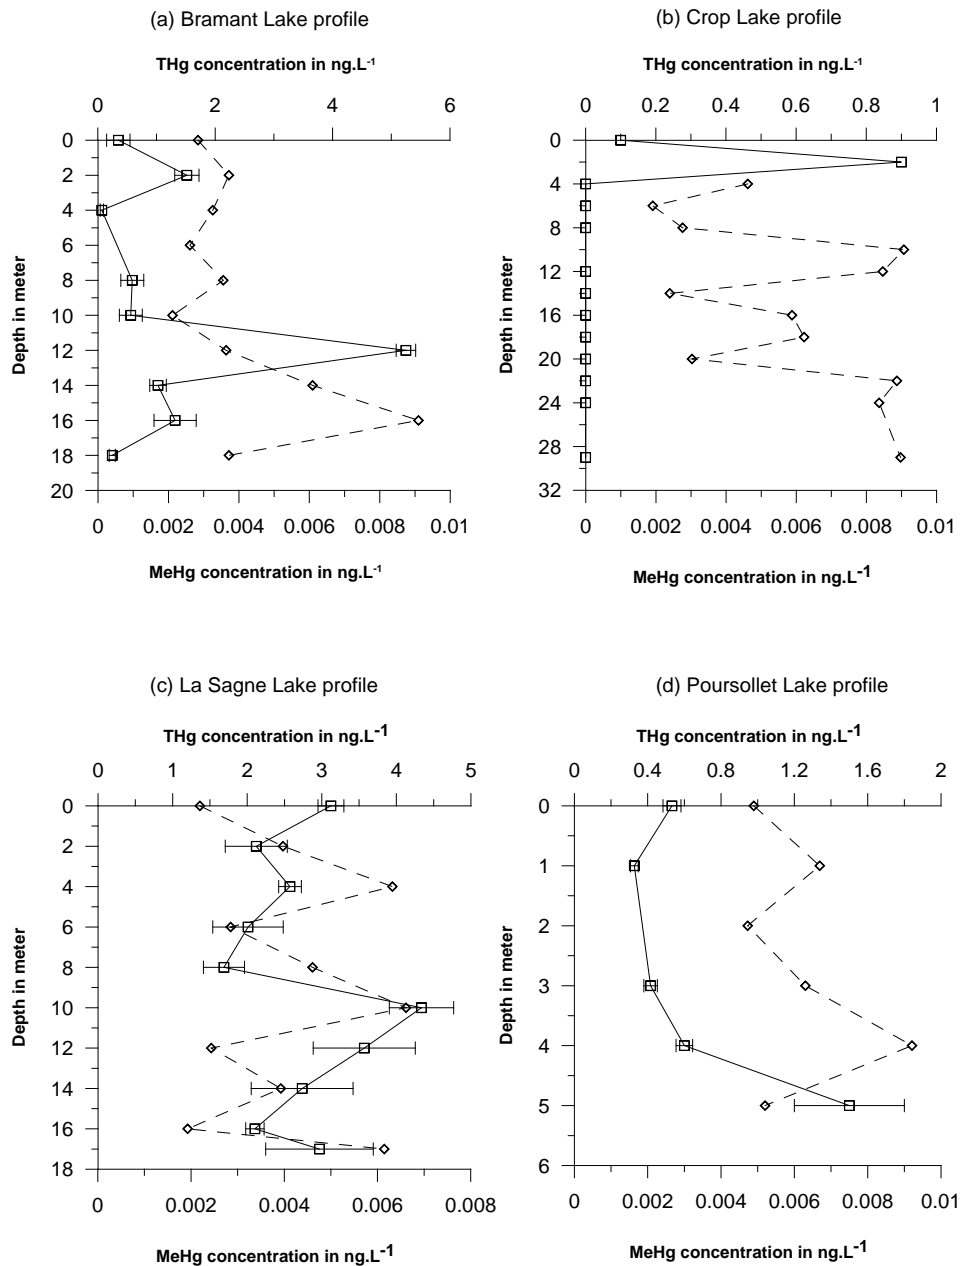 (a) Bramant Lake profile
THg concentration in ng.L-1
0 2 4 6
0
2
4
6
8
10
12
14
16
18
20
Depth in meter
0 0.002 0.004 0.006 0.008 0.01
MeHg concentration in ng.L-1
(b) Crop Lake profile
THg concentration in ng.L-1
0 0.2 0.4 0.6 0.8 1
0
4
8
12
16
20
24
28
32
Depth in meter
0 0.002 0.004 0.006 0.008 0.01
MeHg concentration in ng.L-1
(c) La Sagne Lake profile
THg concentration in ng.L-1
0 1 2 3 4 5
0
2
4
6
8
10
12
14
16
18
Depth in meter
0 0.002 0.004 0.006 0.008
MeHg concentration in ng.L-1
(d) Poursollet Lake profile
THg concentration in ng.L-1
0 0.4 0.8 1.2 1.6 2
0
1
2
3
4
5
6
Depth in meter
0 0.002 0.004 0.006 0.008 0.01
MeHg concentration in ng.L-1